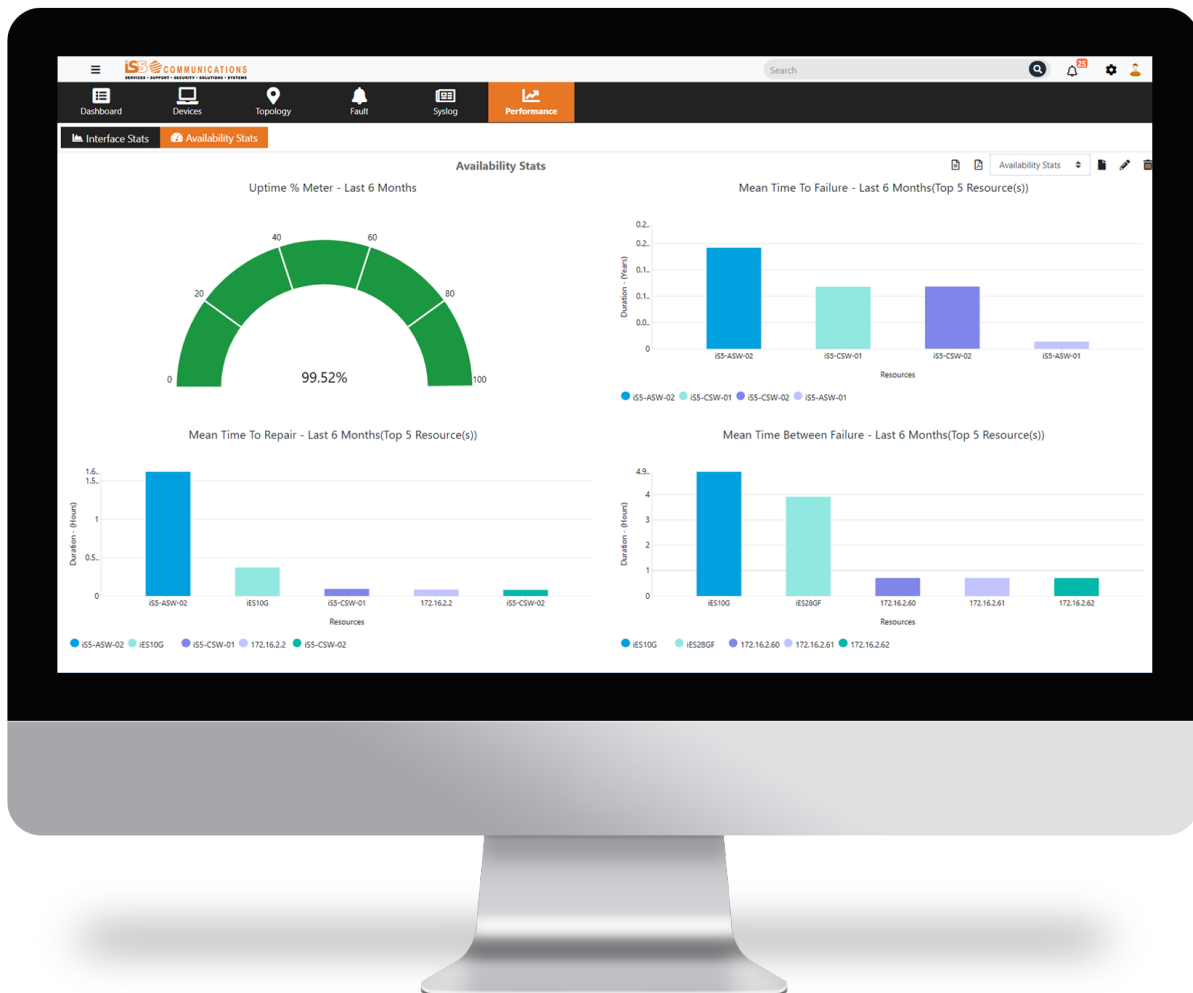 iS5 COMMUNICATIONS
SERVICES • SUPPORT • SECURITY • SOLUTIONS • SYSTEMS
Search
25
Dashboard
Devices
Topology
Fault
Syslog
Performance
Interface Stats
Availability Stats
Availability Stats
Availability Stats
Uptime % Meter - Last 6 Months
0
20
40
60
80
100
99.52%
Mean Time To Failure - Last 6 Months(Top 5 Resource(s))
Duration - (Years)
0.2..
0.2..
0.1..
0.1..
0.0..
0
iS5-ASW-02
iS5-CSW-01
iS5-CSW-02
iS5-ASW-01
Resources
iS5-ASW-02 iS5-CSW-01 iS5-CSW-02 iS5-ASW-01
Mean Time To Repair - Last 6 Months(Top 5 Resource(s))
Duration - (Hours)
1.6..
1.5..
1
0.5..
0
iS5-ASW-02
iES10G
iS5-CSW-01
172.16.2.2
iS5-CSW-02
Resources
iS5-ASW-02 iES10G iS5-CSW-01 172.16.2.2 iS5-CSW-02
Mean Time Between Failure - Last 6 Months(Top 5 Resource(s))
Duration - (Hours)
4.9..
4
3
2
1
0
iES10G
iES28GF
172.16.2.60
172.16.2.61
172.16.2.62
Resources
iES10G iES28GF 172.16.2.60 172.16.2.61 172.16.2.62